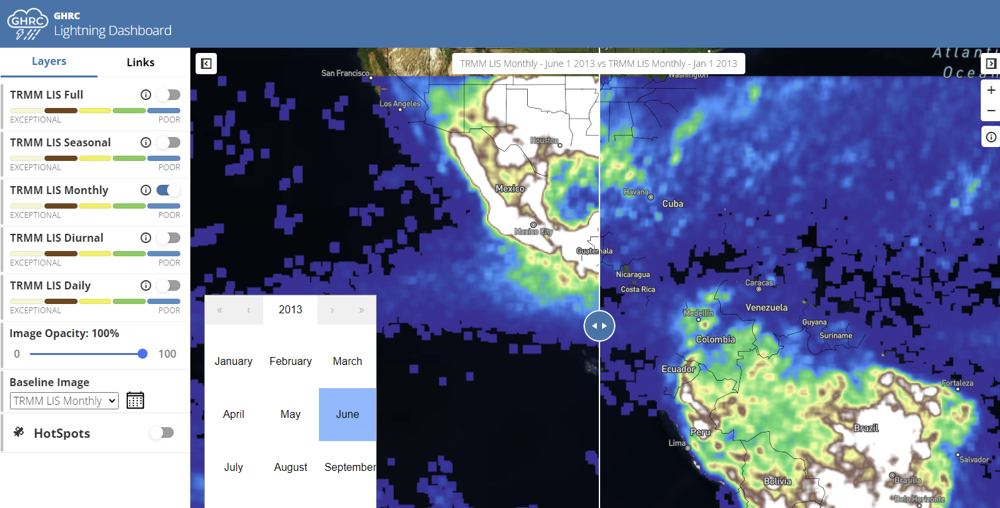 GHRC
GHRC
Lightning Dashboard
Layers
Links
TRMM LIS Full
EXCEPTIONAL
POOR
TRMM LIS Seasonal
EXCEPTIONAL
POOR
TRMM LIS Monthly
EXCEPTIONAL
POOR
TRMM LIS Diurnal
EXCEPTIONAL
POOR
TRMM LIS Daily
EXCEPTIONAL
POOR
Image Opacity: 100%
0
100
Baseline Image
TRMM LIS Monthly
HotSpots
TRMM LIS Monthly - June 1 2013 vs TRMM LIS Monthly - Jan 1 2013
San Francisco
Washington
Los Angeles
Houston
Mexico
Mexico City
Guatemala
Havana
Cuba
Nicaragua
Costa Rica
Caracas
Venezuela
Medellín
Guyana
Suriname
Colombia
Ecuador
Fortaleza
Peru
Brazil
Lima
Salvador
Bolivia
Brasília
Belo Horizonte
« ‹ 2013 › »
January February March
April May June
July August September